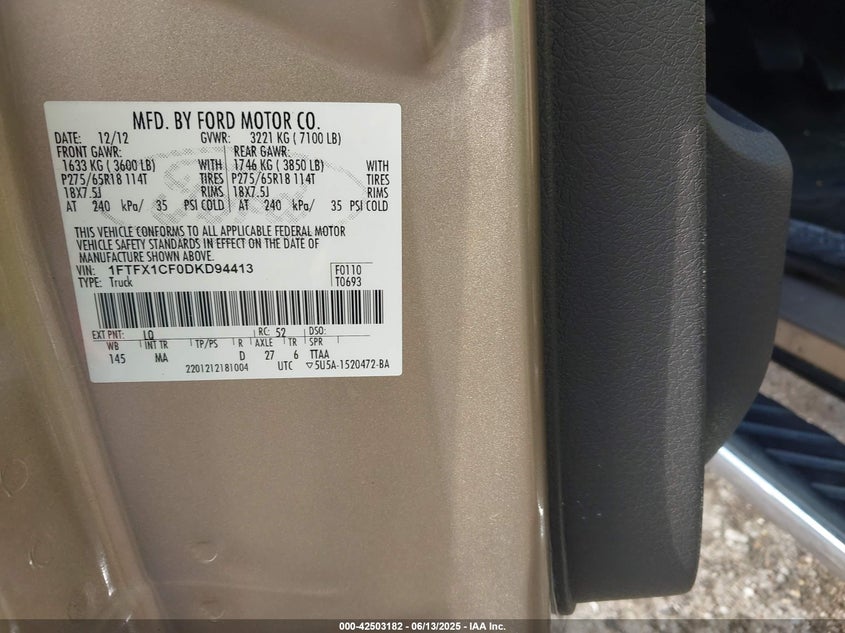 MFD. BY FORD MOTOR CO.
DATE: 12/12 GVWR: 3221 KG ( 7100 LB)
FRONT GAWR: REAR GAWR:
1633 KG ( 3600 LB) WITH 1746 KG ( 3850 LB) WITH
P275/65R18 114T TIRES P275/65R18 114T TIRES
18X7.5J RIMS 18X7.5J RIMS
AT 240 kPa/ 35 PSI COLD AT 240 kPa/ 35 PSI COLD
THIS VEHICLE CONFORMS TO ALL APPLICABLE FEDERAL MOTOR
VEHICLE SAFETY STANDARDS IN EFFECT ON THE DATE OF
MANUFACTURE SHOWN ABOVE.
VIN: 1FTFX1CF0DKD94413 F0110
TYPE: Truck T0693
EXT PNT: LQ RC: 52 DSO:
WB INT TR TP/PS R AXLE TR SPR
145 MA D 27 6 TTAA
2201212181004 UTC ▽5U5A-1520472-BA
000-42503182 - 06/13/2025 - IAA Inc.